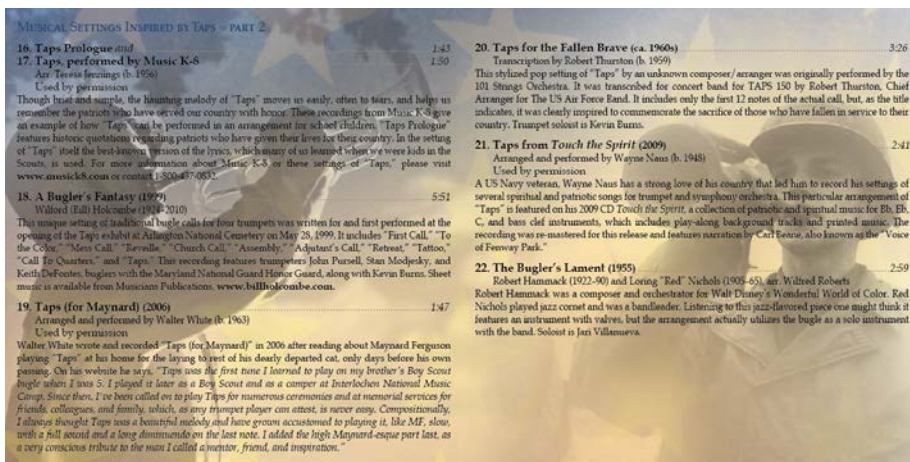 MUSICAL SETTINGS INSPIRED BY TAPS – PART 2
16. Taps Prologue and 1:43
17. Taps, performed by Music K-8 1:50
Arr. Teresa Jennings (b. 1956)
Used by permission
Though brief and simple, the haunting melody of "Taps" moves us easily, often to tears, and helps us
remember the patriots who have served our country with honor. These recordings from Music K-8 give
an example of how "Taps" can be performed in an arrangement for school children. "Taps Prologue"
features historic quotations regarding patriots who have given their lives for their country. In the setting
of "Taps" itself the best-known version of the lyrics, which many of us learned when we were kids in the
Scouts, is used. For more information about Music K-8 or these settings of "Taps," please visit
www.musick8.com or contact 1-800-437-0832.
18. A Bugler's Fantasy (1999) 5:51
Wilford (Bill) Holcombe (1924-2010)
This unique setting of traditional bugle calls for four trumpets was written for and first performed at the
opening of the Taps exhibit at Arlington National Cemetery on May 28, 1999. It includes "First Call," "To
the Color," "Mess Call," "Reveille," "Church Call," "Assembly," "Adjutant's Call," "Retreat," "Tattoo,"
"Call To Quarters," and "Taps." This recording features trumpeters John Pursell, Stan Modjesky, and
Keith DeFontes, buglers with the Maryland National Guard Honor Guard, along with Kevin Burns. Sheet
music is available from Musicians Publications, www.billholcombe.com.
19. Taps (for Maynard) (2006) 1:47
Arranged and performed by Walter White (b. 1963)
Used by permission
Walter White wrote and recorded "Taps (for Maynard)" in 2006 after reading about Maynard Ferguson
playing "Taps" at his home for the laying to rest of his dearly departed cat, only days before his own
passing. On his website he says, "Taps was the first tune I learned to play on my brother's Boy Scout
bugle when I was 5. I played it later as a Boy Scout and as a camper at Interlochen National Music
Camp. Since then, I've been called on to play Taps for numerous ceremonies and at memorial services for
friends, colleagues, and family, which, as any trumpet player can attest, is never easy. Compositionally,
I always thought Taps was a beautiful melody and have grown accustomed to playing it, like MF, slow,
with a full sound and a long diminuendo on the last note. I added the high Maynard-esque part last, as
a very conscious tribute to the man I called a mentor, friend, and inspiration."
20. Taps for the Fallen Brave (ca. 1960s) 3:26
Transcription by Robert Thurston (b. 1959)
This stylized pop setting of "Taps" by an unknown composer/arranger was originally performed by the
101 Strings Orchestra. It was transcribed for concert band for TAPS 150 by Robert Thurston, Chief
Arranger for The US Air Force Band. It includes only the first 12 notes of the actual call, but, as the title
indicates, it was clearly inspired to commemorate the sacrifice of those who have fallen in service to their
country. Trumpet soloist is Kevin Burns.
21. Taps from Touch the Spirit (2009) 2:41
Arranged and performed by Wayne Naus (b. 1948)
Used by permission
A US Navy veteran, Wayne Naus has a strong love of his country that led him to record his settings of
several spiritual and patriotic songs for trumpet and symphony orchestra. This particular arrangement of
"Taps" is featured on his 2009 CD Touch the Spirit, a collection of patriotic and spiritual music for Bb, Eb,
C, and bass clef instruments, which includes play-along background tracks and printed music. The
recording was re-mastered for this release and features narration by Carl Beane, also known as the "Voice
of Fenway Park."
22. The Bugler's Lament (1955) 2:59
Robert Hammack (1922-90) and Loring "Red" Nichols (1905-65), arr. Wilfred Roberts
Robert Hammack was a composer and orchestrator for Walt Disney's Wonderful World of Color. Red
Nichols played jazz cornet and was a bandleader. Listening to this jazz-flavored piece one might think it
features an instrument with valves, but the arrangement actually utilizes the bugle as a solo instrument
with the band. Soloist is Jari Villanueva.